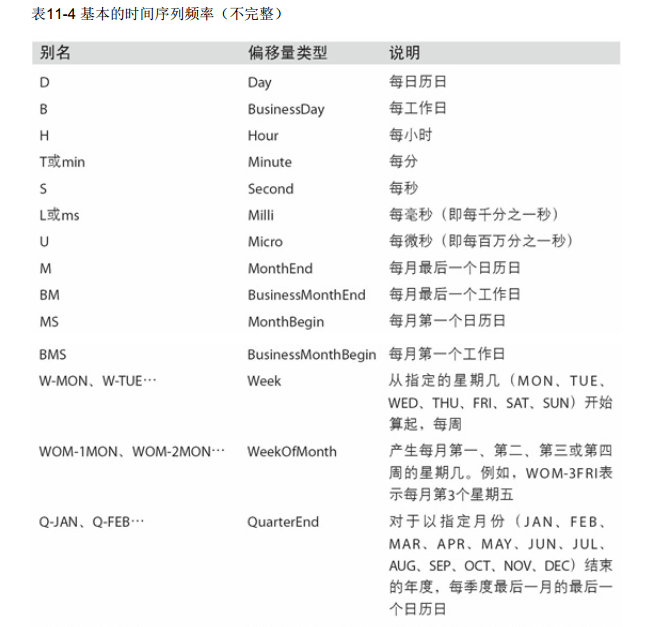 表11-4 基本的时间序列频率（不完整）
别名 偏移量类型 说明
D Day 每日历日
B BusinessDay 每工作日
H Hour 每小时
T或min Minute 每分
S Second 每秒
L或ms Milli 每毫秒（即每千分之一秒）
U Micro 每微秒（即每百万分之一秒）
M MonthEnd 每月最后一个日历日
BM BusinessMonthEnd 每月最后一个工作日
MS MonthBegin 每月第一个日历日
BMS BusinessMonthBegin 每月第一个工作日
W-MON、W-TUE… Week 从指定的星期几（MON、TUE、
WED、THU、FRI、SAT、SUN）开始
算起，每周
WOM-1MON、WOM-2MON… WeekOfMonth 产生每月第一、第二、第三或第四
周的星期几。例如，WOM-3FRI表
示每月第3个星期五
Q-JAN、Q-FEB… QuarterEnd 对于以指定月份（JAN、FEB、
MAR、APR、MAY、JUN、JUL、
AUG、SEP、OCT、NOV、DEC）结束
的年度，每季度最后一月的最后一
个日历日